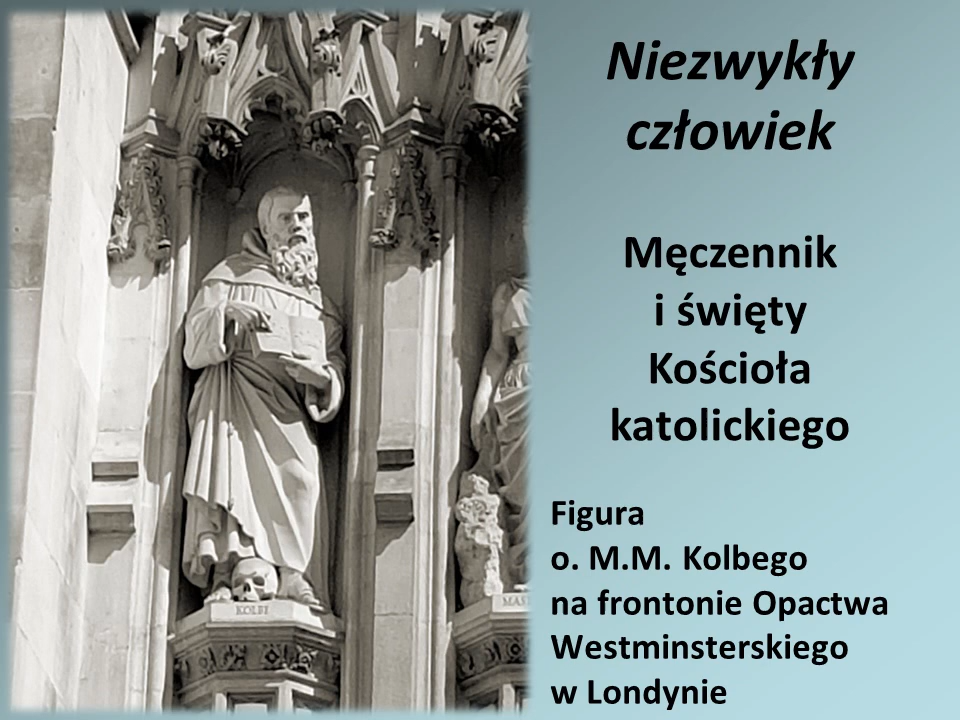 Niezwykły
człowiek
Męczennik
i święty
Kościoła
katolickiego
Figura
o. M.M. Kolbego
na frontonie Opactwa
Westminsterskiego
w Londynie
KOLBE